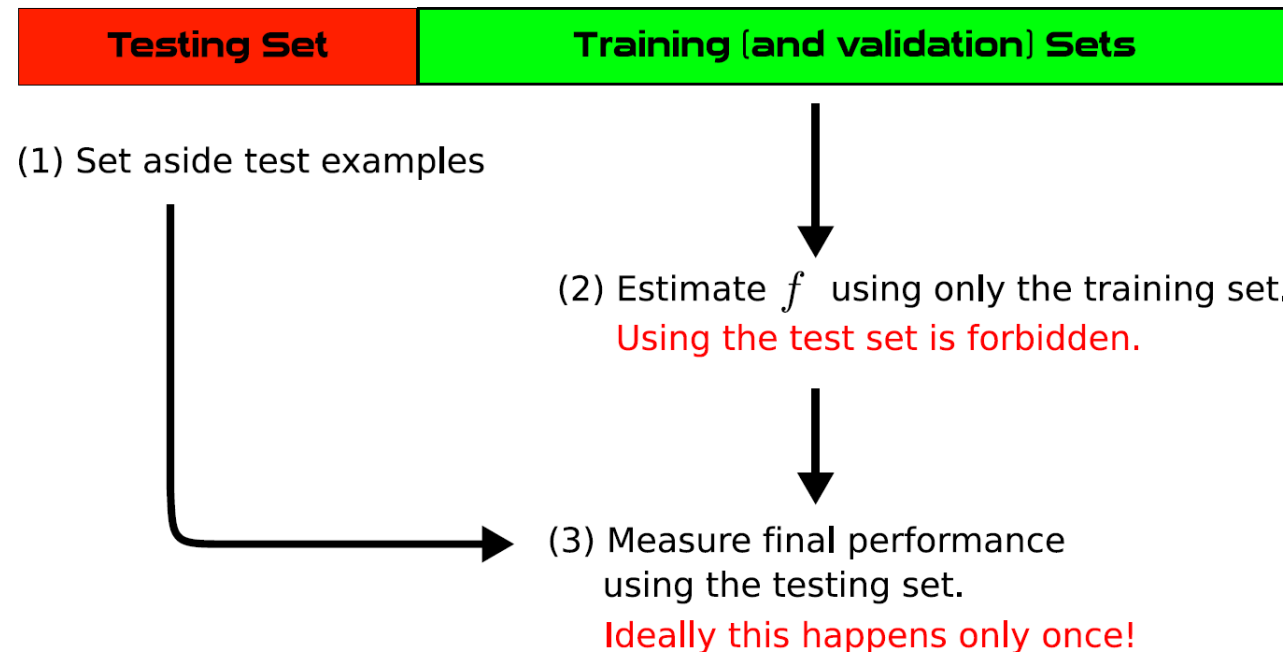 Testing Set
Training (and validation) Sets
(1) Set aside test examples
(2) Estimate f using only the training set.
Using the test set is forbidden.
(3) Measure final performance
using the testing set.
Ideally this happens only once!